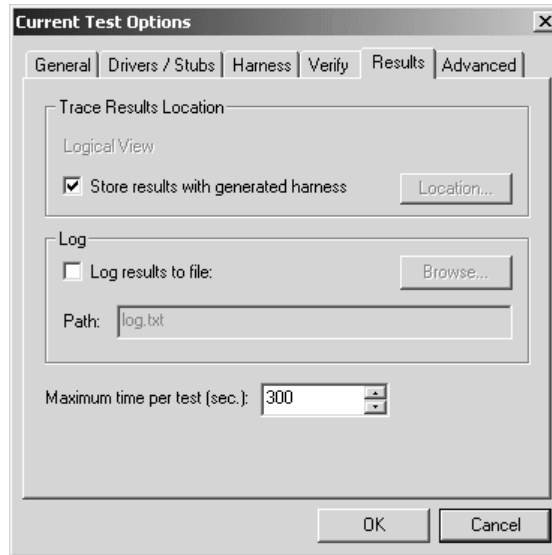 Current Test Options
General Drivers / Stubs Harness Verify Results Advanced
Trace Results Location
Logical View
Store results with generated harness Location...
Log
Log results to file: Browse...
Path: log.txt
Maximum time per test (sec.): 300
OK Cancel